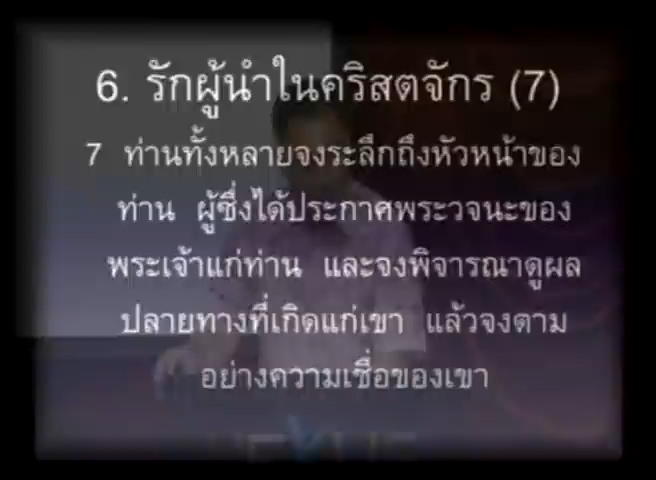 6. รักผู้นำในคริสตจักร (7)
7 ท่านทั้งหลายจงระลึกถึงหัวหน้าของ
ท่าน ผู้ซึ่งได้ประกาศพระวจนะของ
พระเจ้าแก่ท่าน และจงพิจารณาดูผล
ปลายทางที่เกิดแก่เขา แล้วจงตาม
อย่างความเชื่อของเขา